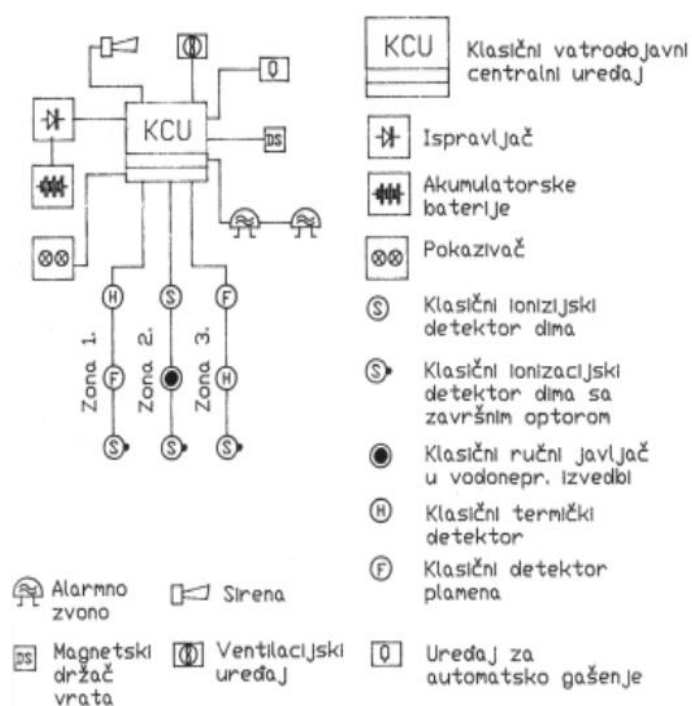 KCU
Q
DS
H
S
F
Zona 1.
Zona 2.
Zona 3.
F
H
S
S
S
KCU
Klasični vatrodojavni
centralni uređaj
Ispravljač
Akumulatorske
baterije
Pokazivač
S
Klasični ionizijski
detektor dima
S
Klasični ionizacijski
detektor dima sa
završnim optorom
Klasični ručni javljač
u vodonepr. izvedbi
H
Klasični termički
detektor
F
Klasični detektor
plamena
Alarmno
zvono
Sirena
DS
Magnetski
držač
vrata
Ventilacijski
uređaj
Q
Uređaj za
automatsko gašenje